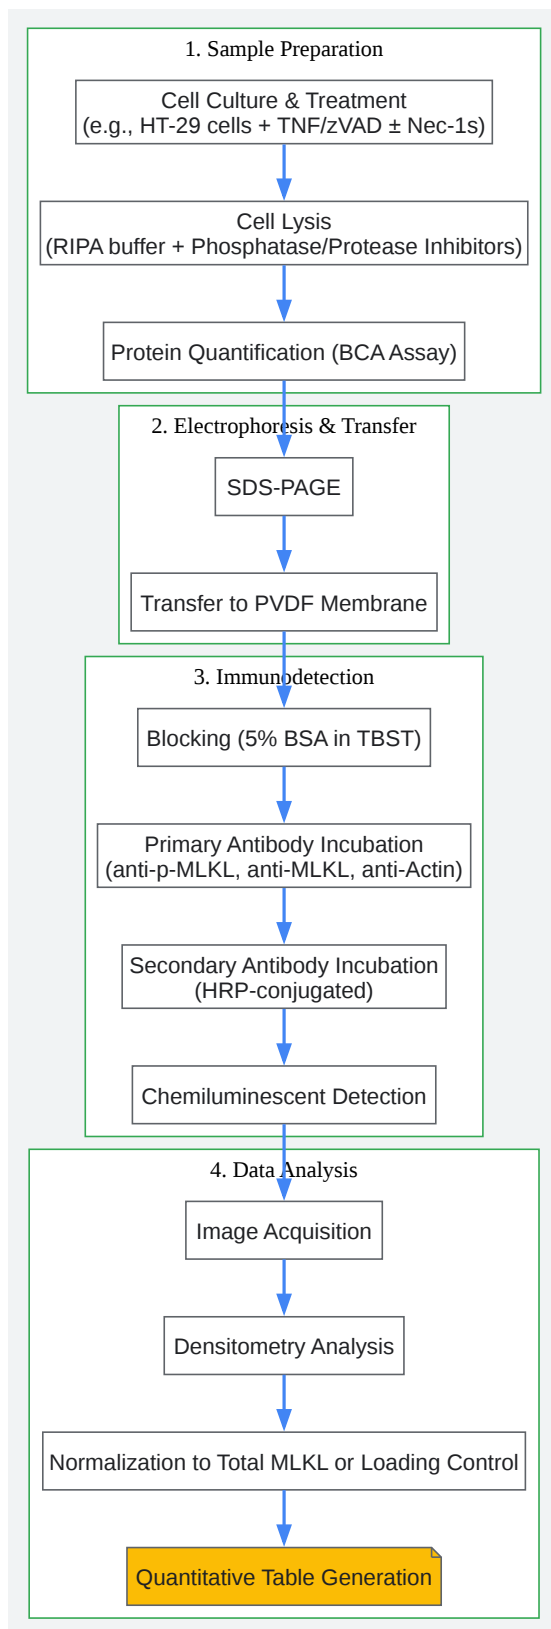 1. Sample Preparation
Cell Culture & Treatment
(e.g., HT-29 cells + TNF/zVAD ± Nec-1s)
Cell Lysis
(RIPA buffer + Phosphatase/Protease Inhibitors)
Protein Quantification (BCA Assay)
2. Electrophoresis & Transfer
SDS-PAGE
Transfer to PVDF Membrane
3. Immunodetection
Blocking (5% BSA in TBST)
Primary Antibody Incubation
(anti-p-MLKL, anti-MLKL, anti-Actin)
Secondary Antibody Incubation
(HRP-conjugated)
Chemiluminescent Detection
4. Data Analysis
Image Acquisition
Densitometry Analysis
Normalization to Total MLKL or Loading Control
Quantitative Table Generation